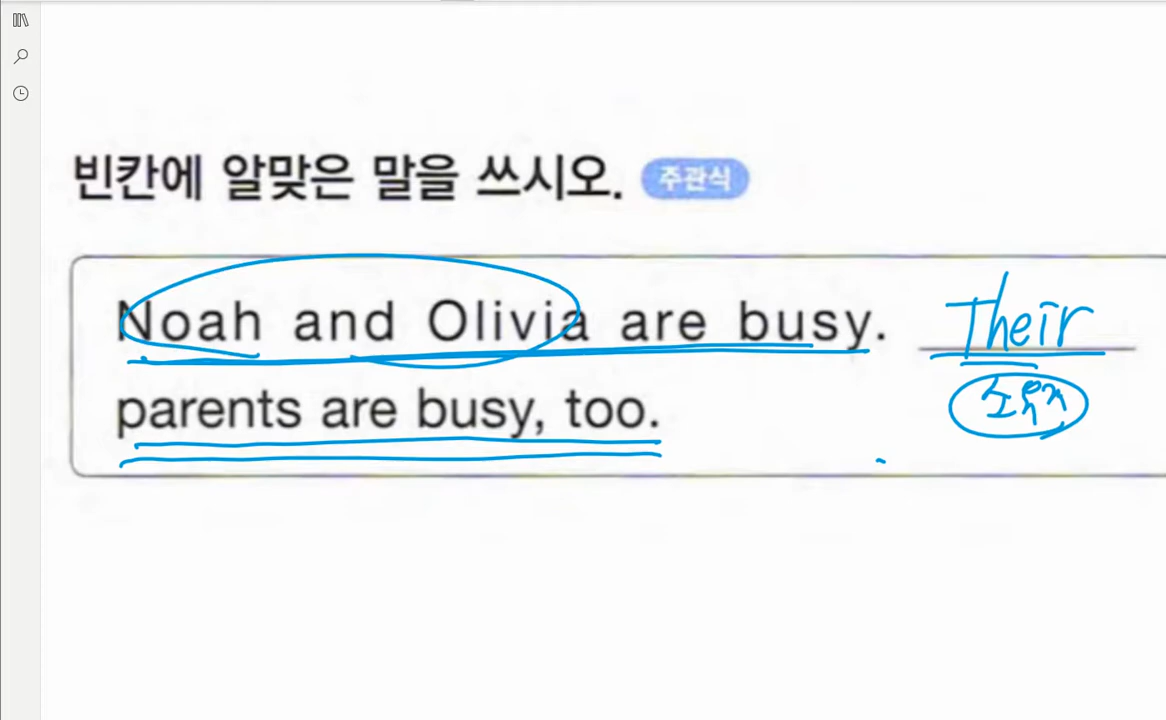 빈칸에 알맞은 말을 쓰시오. 주관식
Noah and Olivia are busy. Their
소유격
parents are busy, too.